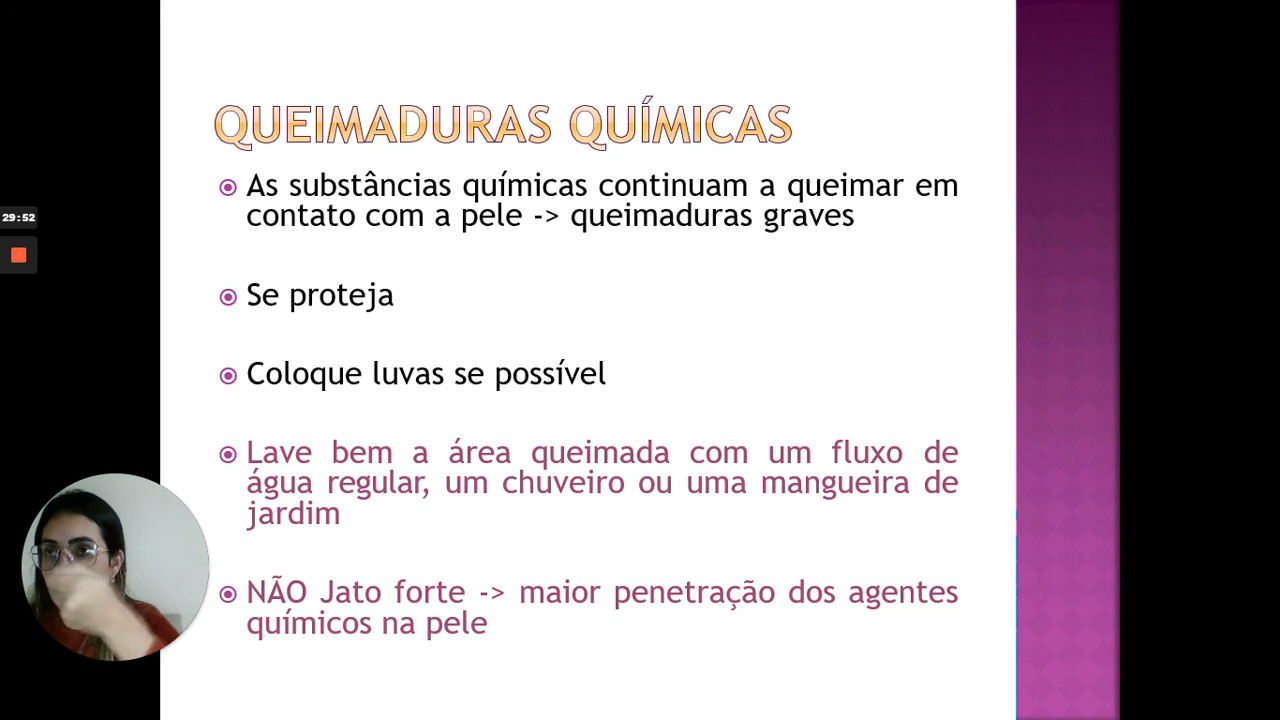 QUEIMADURAS QUÍMICAS
As substâncias químicas continuam a queimar em
contato com a pele -> queimaduras graves
29:52
Se proteja
Coloque luvas se possível
Lave bem a área queimada com um fluxo de
água regular, um chuveiro ou uma mangueira de
jardim
NÃO Jato forte -> maior penetração dos agentes
químicos na pele